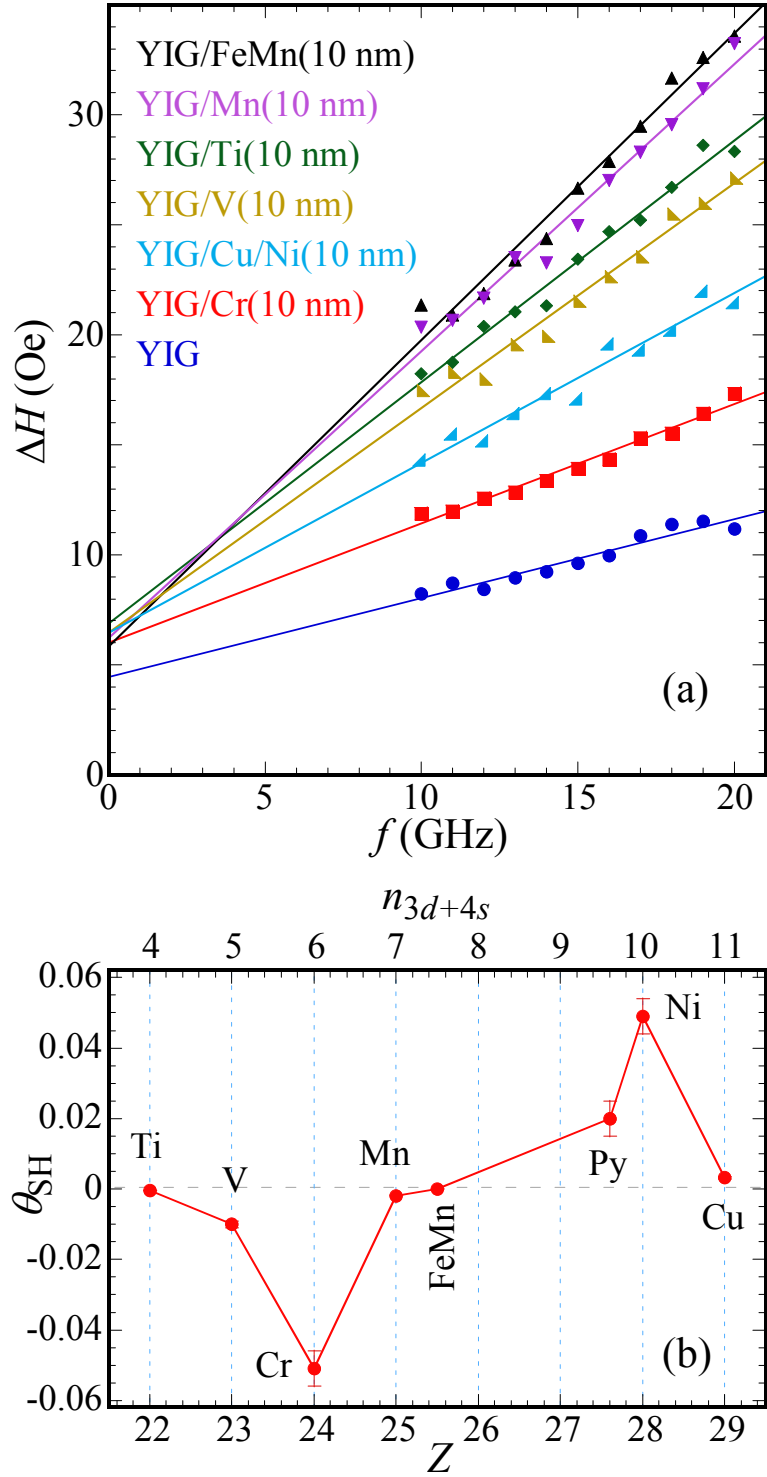 YIG/FeMn(10 nm)
YIG/Mn(10 nm)
YIG/Ti(10 nm)
YIG/V(10 nm)
YIG/Cu/Ni(10 nm)
YIG/Cr(10 nm)
YIG
30
20
10
0
ΔH (Oe)
(a)
0 5 10 15 20
f (GHz)
n3d+4s
4 5 6 7 8 9 10 11
0.06
0.04
0.02
0
-0.02
-0.04
-0.06
θSH
Ti
V
Cr
Mn
FeMn
Py
Ni
Cu
(b)
22 23 24 25 26 27 28 29
Z